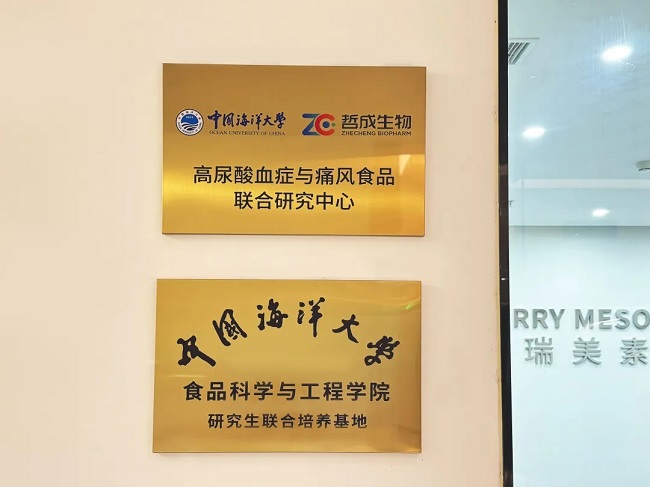 中国海洋大学 哲成生物
OCEAN UNIVERSITY OF CHINA ZHECHENG BIOPHARM
高尿酸血症与痛风食品
联合研究中心
中国海洋大学
食品科学与工程学院
研究生联合培养基地
RRY MESO
瑞美素